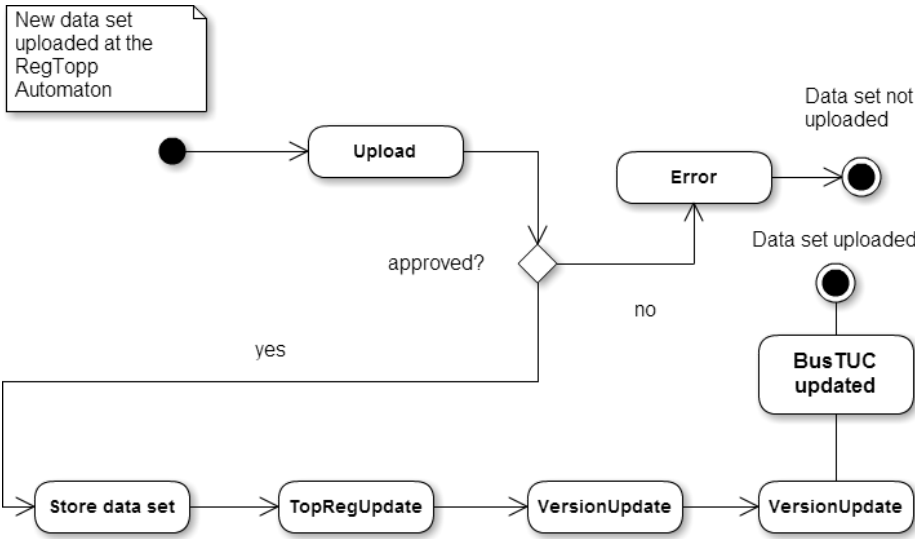 New data set
uploaded at the
RegTopp
Automaton
Data set not
uploaded
Upload
Error
Data set uploaded
approved?
no
yes
BusTUC
updated
Store data set
TopRegUpdate
VersionUpdate
VersionUpdate